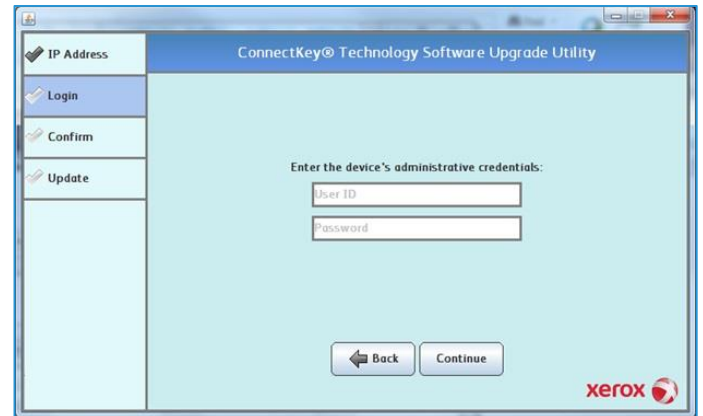 IP Address
ConnectKey® Technology Software Upgrade Utility
Login
Confirm
Update
Enter the device's administrative credentials:
User ID
Password
Back
Continue
xerox